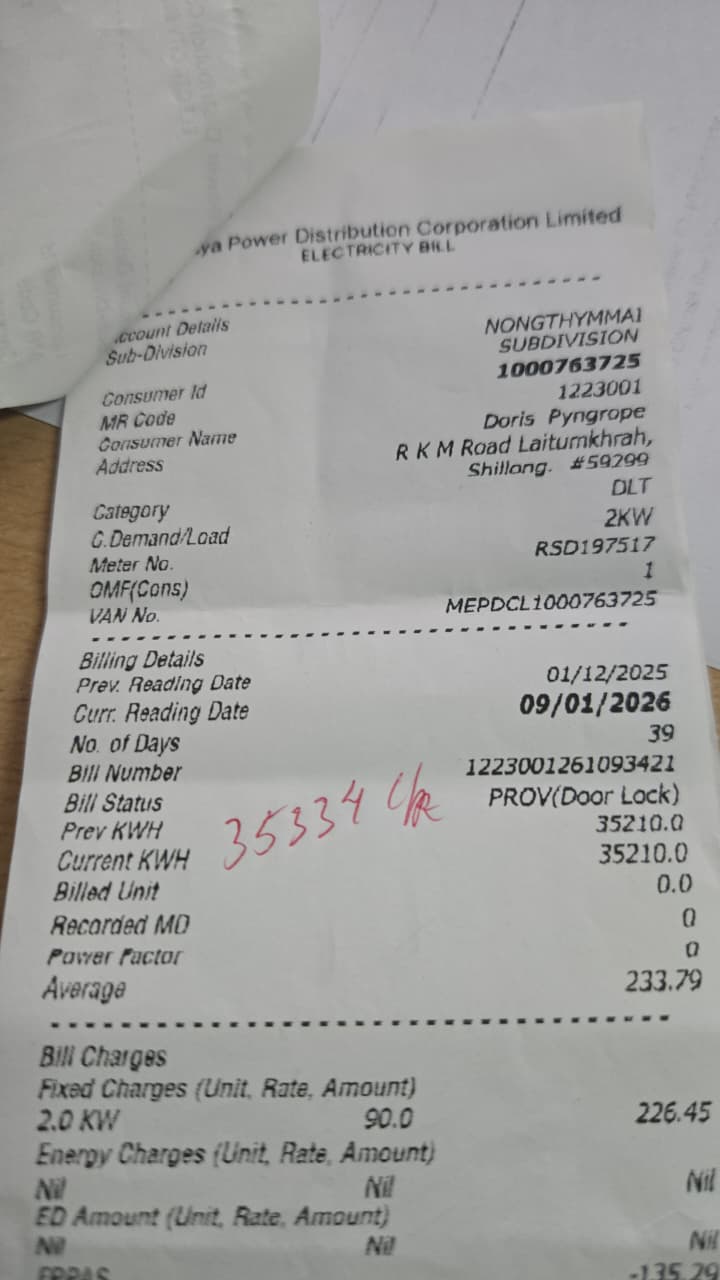 ya Power Distribution Corporation Limited
ELECTRICITY BILL
ccount Details
Sub-Division NONGTHYMMAI
SUBDIVISION
Consumer Id 1000763725
MR Code 1223001
Consumer Name Doris Pyngrope
Address R K M Road Laitumkhrah,
Shillong. #59299
Category DLT
C.Demand/Load 2KW
Meter No. RSD197517
OMF(Cons) 1
VAN No. MEPDCL1000763725
Billing Details
Prev. Reading Date 01/12/2025
Curr. Reading Date 09/01/2026
No. of Days 39
Bill Number 1223001261093421
Bill Status PROV(Door Lock)
Prev KWH 35210.0
35334
Current KWH 35210.0
Billed Unit 0.0
Recorded MD 0
Power Factor 0
Average 233.79
Bill Charges
Fixed Charges (Unit, Rate, Amount)
2.0 KW 90.0 226.45
Energy Charges (Unit, Rate, Amount)
Nil Nil Nil
ED Amount (Unit, Rate, Amount)
Nil Nil Nil
FPPAS -135.29